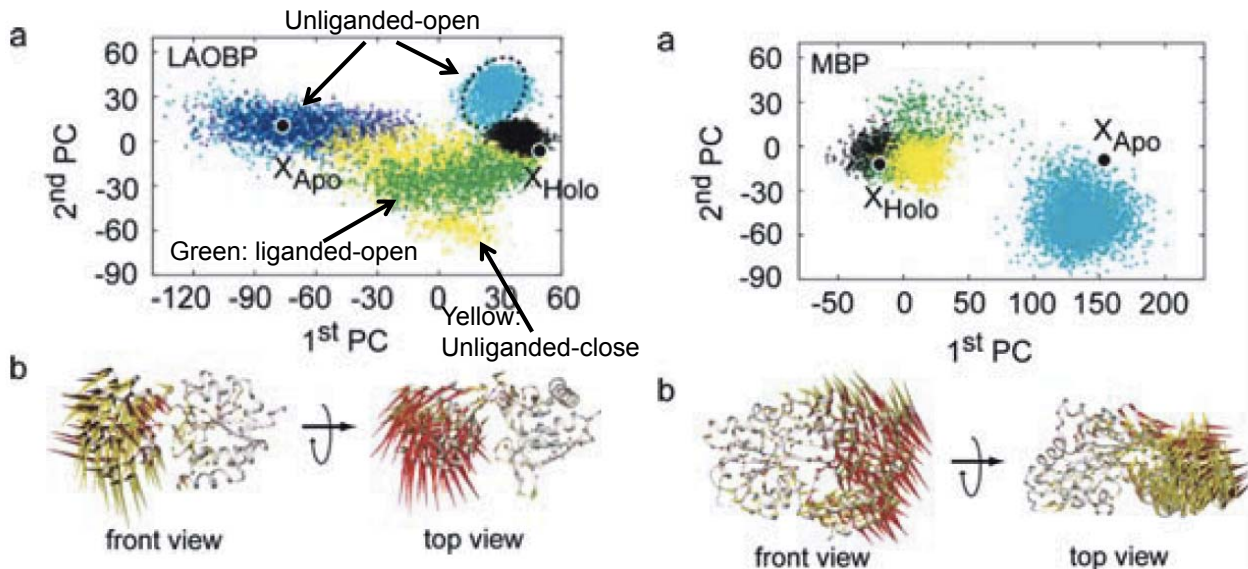 Unliganded-open
a
LAOBP
60
30
0
-30
-60
-90
2nd PC
XApo
XHolo
Green: liganded-open
-120 -90 -60 -30 0 30 60
1st PC
Yellow:
Unliganded-close
b
front view
top view
a
MBP
60
30
0
-30
-60
-90
2nd PC
XApo
XHolo
-50 0 50 100 150 200
1st PC
b
front view
top view